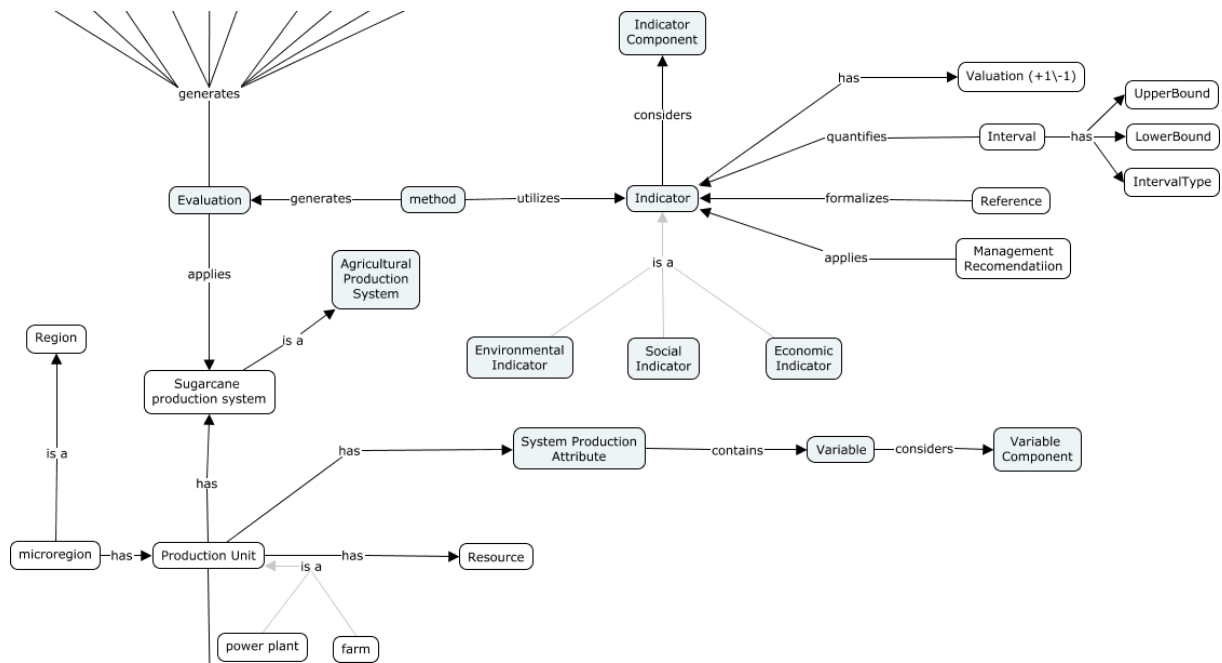 Indicator
Component
generates
has
Valuation (+1\-1)
UpperBound
considers
quantifies
Interval
has
LowerBound
IntervalType
Evaluation
generates
method
utilizes
Indicator
formalizes
Reference
applies
Agricultural
Production
System
is a
applies
Management
Recomendatiion
Region
is a
Environmental
Indicator
Social
Indicator
Economic
Indicator
Sugarcane
production system
is a
has
has
System Production
Attribute
contains
Variable
considers
Variable
Component
microregion
has
Production Unit
has
Resource
is a
power plant
farm